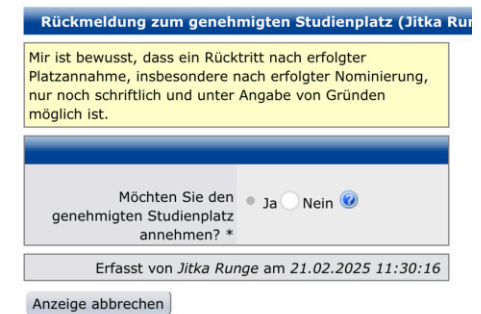 Rückmeldung zum genehmigten Studienplatz (Jitka
Mir ist bewusst, dass ein Rücktritt nach erfolgter
Platzannahme, insbesondere nach erfolgter Nominierung,
nur noch schriftlich und unter Angabe von Gründen
möglich ist.
Möchten Sie den
genehmigten Studienplatz
annehmen? *
Ja Nein
Erfasst von Jitka Runge am 21.02.2025 11:30:16
Anzeige abbrechen